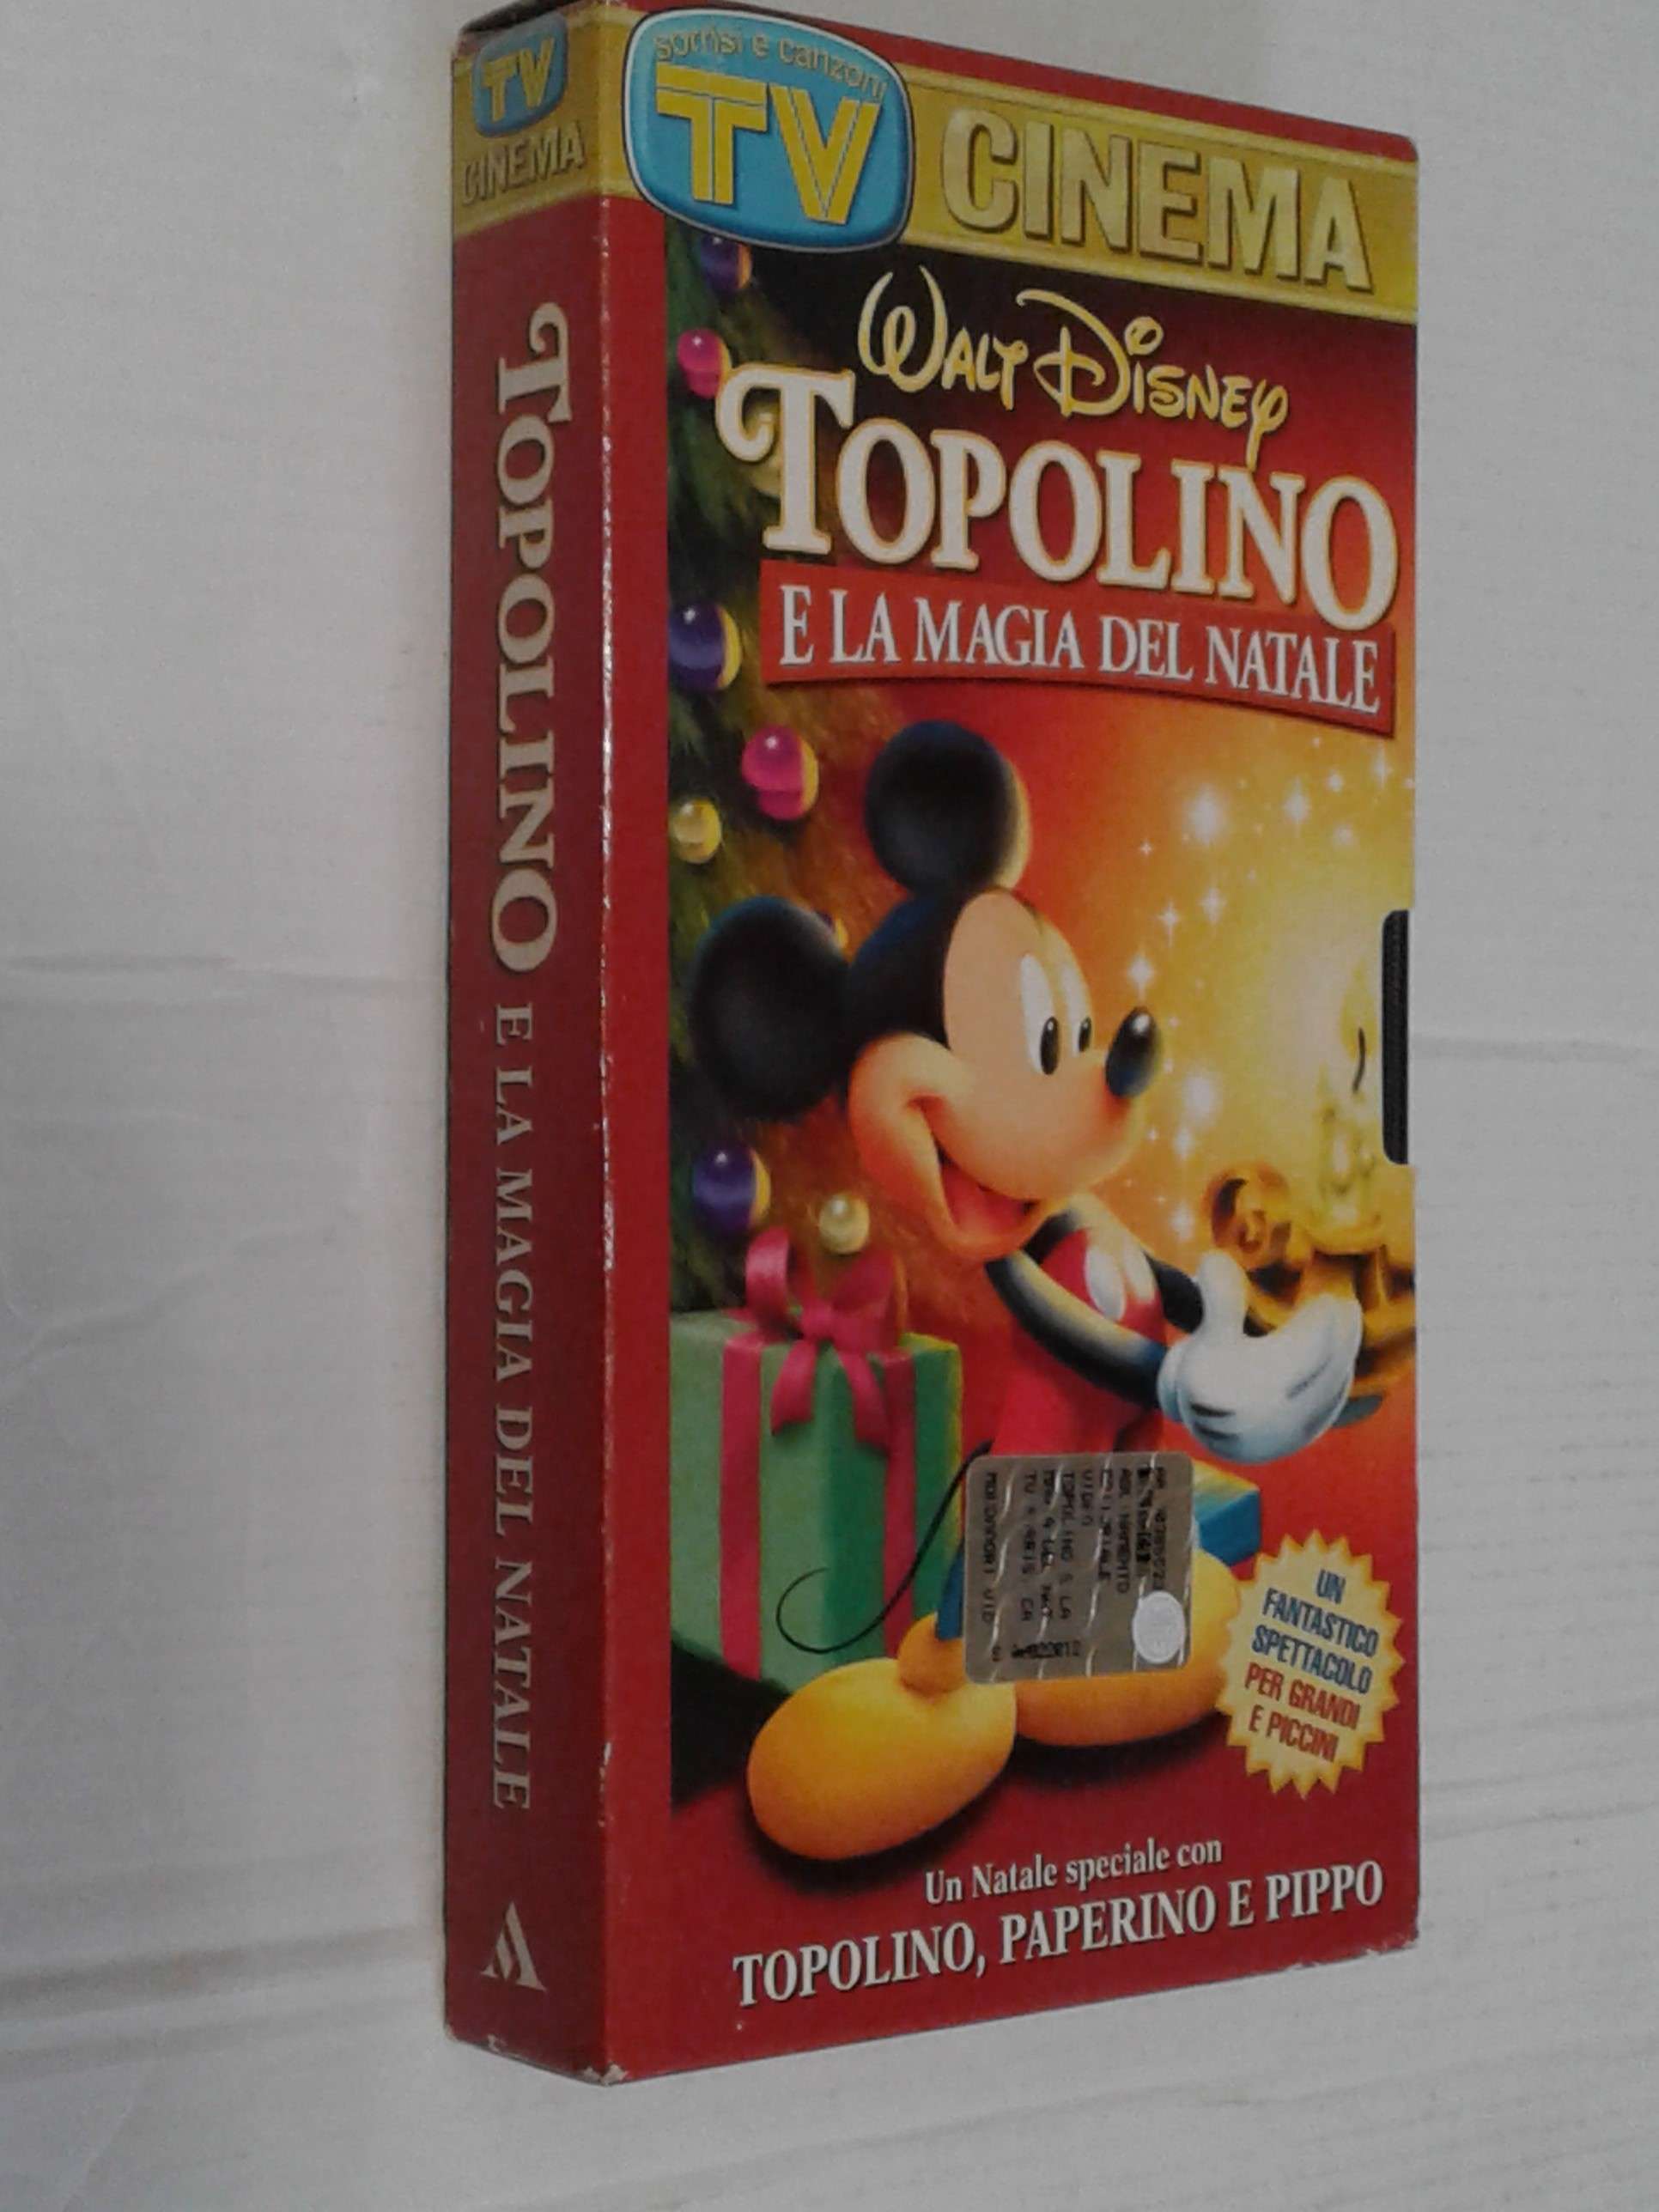 TV
CINEMA
TOPOLINO E LA MAGIA DEL NATALE
sorrisi e canzoni
TV CINEMA
WALT DISNEY
TOPOLINO
E LA MAGIA DEL NATALE
UN
FANTASTICO
SPETTACOLO
PER GRANDI
E PICCINI
Un Natale speciale con
TOPOLINO, PAPERINO E PIPPO